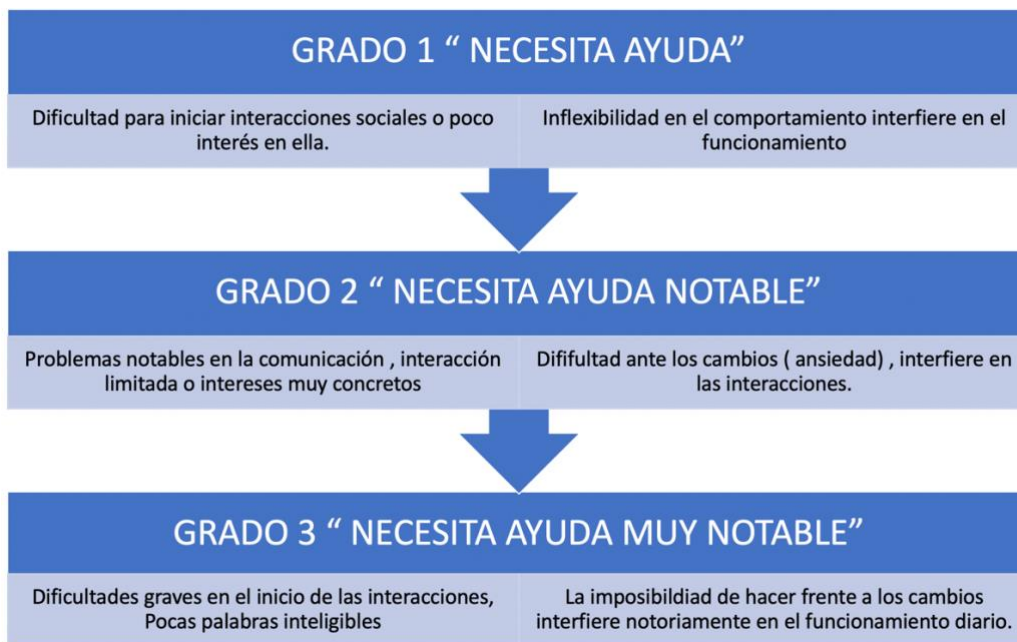 GRADO 1 “ NECESITA AYUDA”
Dificultad para iniciar interacciones sociales o poco
interés en ella.
Inflexibilidad en el comportamiento interfiere en el
funcionamiento
GRADO 2 “ NECESITA AYUDA NOTABLE”
Problemas notables en la comunicación , interacción
limitada o intereses muy concretos
Dififultad ante los cambios ( ansiedad) , interfiere en
las interacciones.
GRADO 3 “ NECESITA AYUDA MUY NOTABLE”
Dificultades graves en el inicio de las interacciones,
Pocas palabras inteligibles
La imposibildiad de hacer frente a los cambios
interfiere notoriamente en el funcionamiento diario.